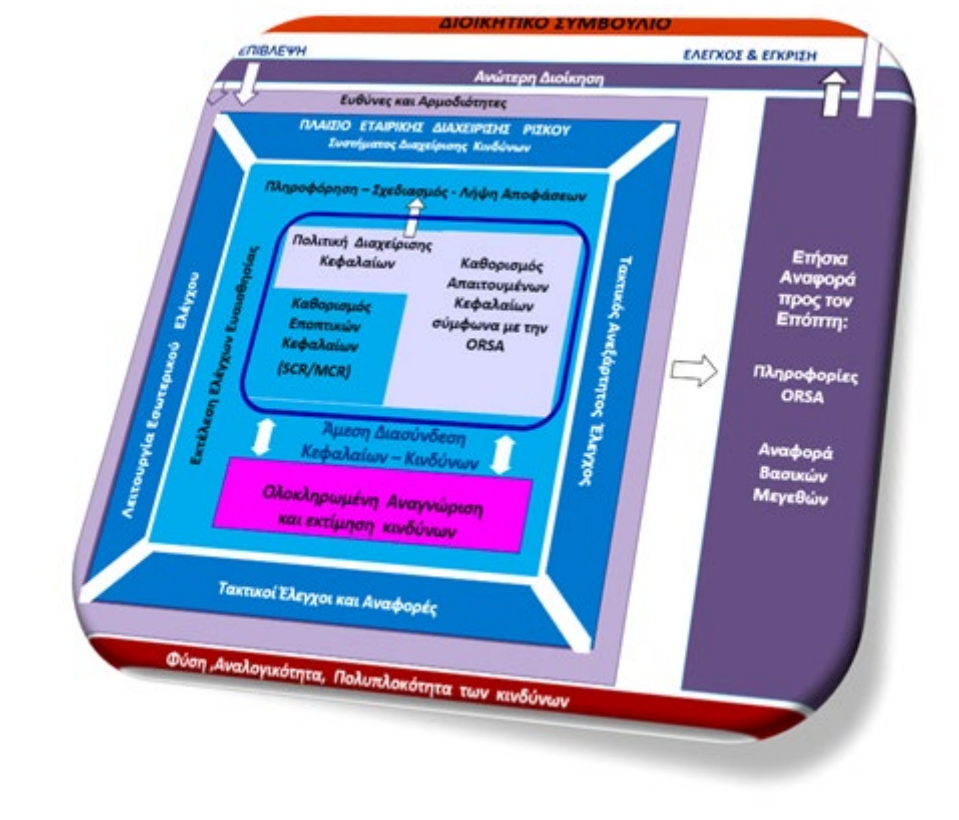 ΔΙΟΙΚΗΤΙΚΟ ΣΥΜΒΟΥΛΙΟ
ΕΠΙΒΛΕΨΗ
ΕΛΕΓΧΟΣ & ΕΓΚΡΙΣΗ
Ανώτερη Διοίκηση
Ευθύνες και Αρμοδιότητες
ΠΛΑΙΣΙΟ ΕΤΑΙΡΙΚΗΣ ΔΙΑΧΕΙΡΙΣΗΣ ΡΙΣΚΟΥ
Συστήματος Διαχείρισης Κινδύνων
Πληροφόρηση – Σχεδιασμός - Λήψη Αποφάσεων
Πολιτική Διαχείρισης
Κεφαλαίων
Καθορισμός
Απαιτουμένων
Κεφαλαίων
σύμφωνα με την
ORSA
Καθορισμός
Εποπτικών
Κεφαλαίων
(SCR/MCR)
Εκτέλεση Ελέγχων Ευαισθησίας
Λειτουργία Εσωτερικού Ελέγχου
Τακτικός Ανεξάρτητος Έλεγχος
Άμεση Διασύνδεση
Κεφαλαίων – Κινδύνων
Ολοκληρωμένη Αναγνώριση
και εκτίμηση κινδύνων
Τακτικοί Έλεγχοι και Αναφορές
Φύση ,Αναλογικότητα, Πολυπλοκότητα των κινδύνων
Ετήσια
Αναφορά
προς τον
Επόπτη:
Πληροφορίες
ORSA
Αναφορά
Βασικών
Μεγεθών